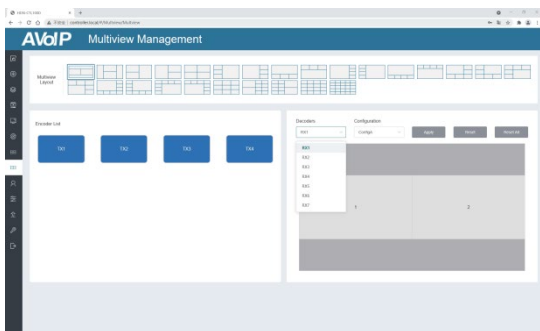 AVoIP Multiview Management
Multiview
Layout
Encoder List
TX1
TX2
TX3
TX4
Decoders
Configuration
RX1
Apply
Reset
Reset All
RX1
RX2
RX3
RX4
RX5
RX6
RX7
1
2